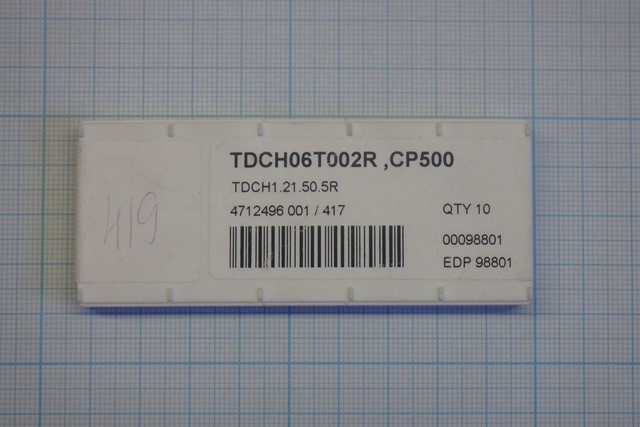 TDCH06T002R ,CP500
TDCH1.21.50.5R
4712496 001 / 417
QTY 10
419
00098801
EDP 98801